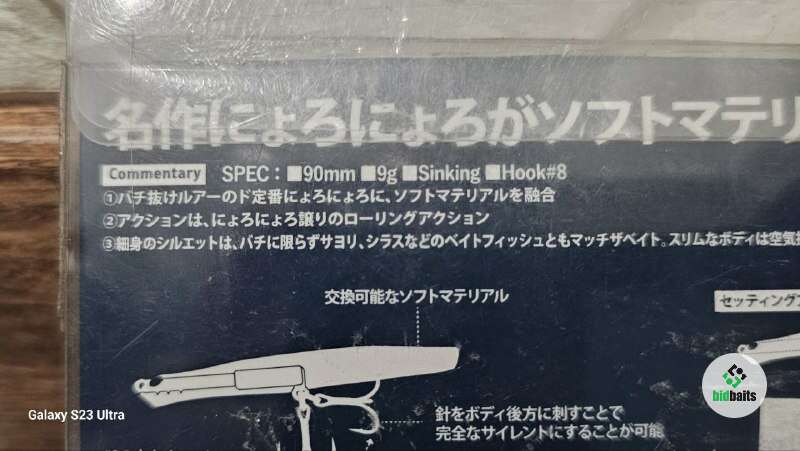 名作にょろにょろがソフトマテリ
Commentary SPEC：■90mm ■9g ■Sinking ■Hook#8
①バチ抜けルアーのド定番にょろにょろに、ソフトマテリアルを融合
②アクションは、にょろにょろ譲りのローリングアクション
③細身のシルエットは、バチに限らずサヨリ、シラスなどのベイトフィッシュともマッチザベイト。スリムなボディは空気抵
交換可能なソフトマテリアル
セッティング
針をボディ後方に刺すことで
完全なサイレントにすることが可能
bidbaits
Galaxy S23 Ultra